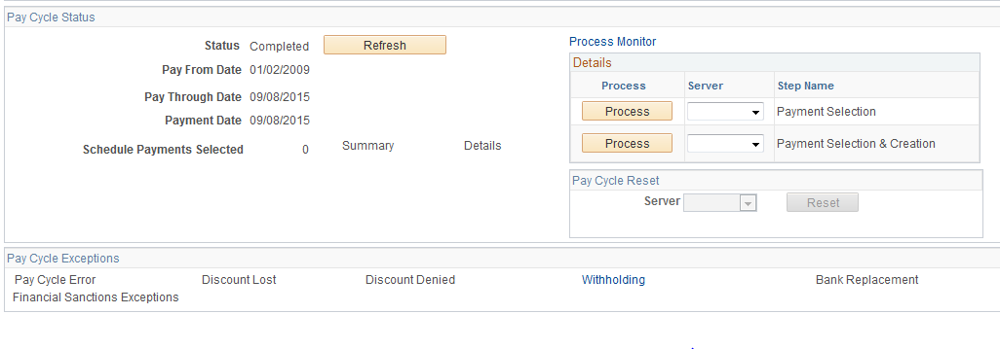 Pay Cycle Status
Status Completed Refresh
Pay From Date 01/02/2009
Pay Through Date 09/08/2015
Payment Date 09/08/2015
Schedule Payments Selected 0 Summary Details
Process Monitor
Details
Process Server Step Name
Process Payment Selection
Process Payment Selection & Creation
Pay Cycle Reset
Server Reset
Pay Cycle Exceptions
Pay Cycle Error Discount Lost Discount Denied Withholding Bank Replacement
Financial Sanctions Exceptions